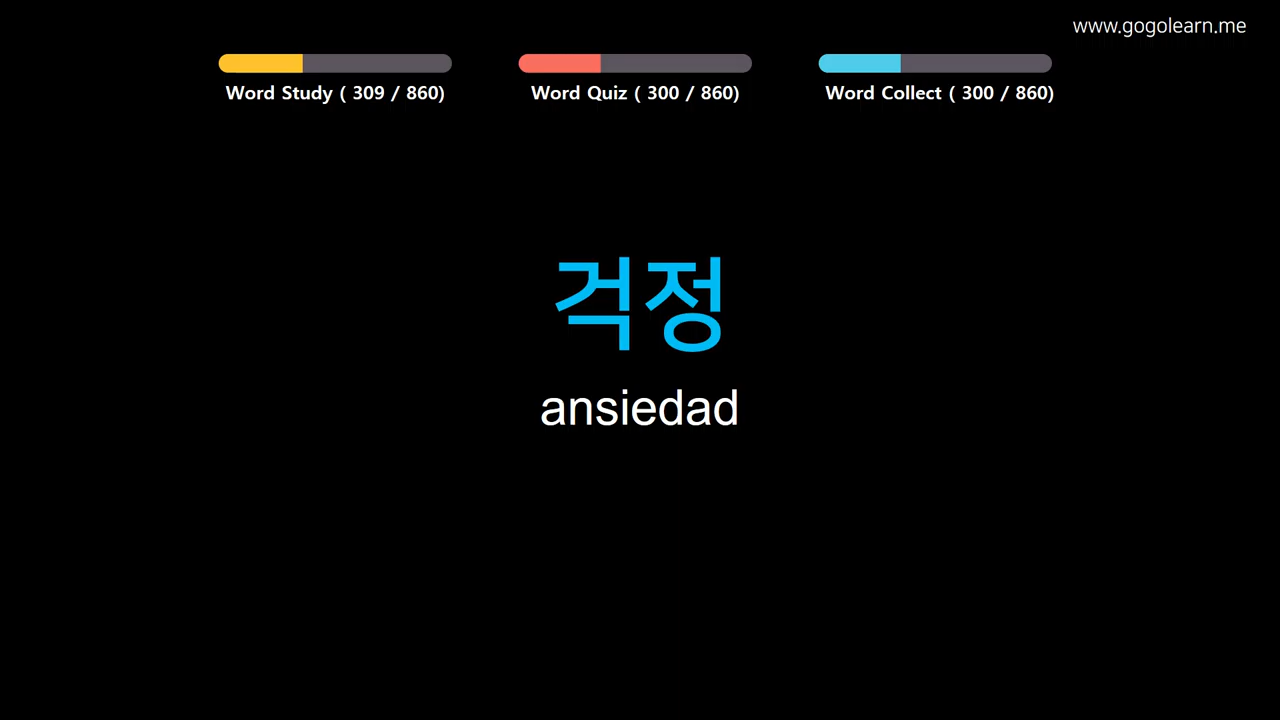 www.gogolearn.me
Word Study ( 309 / 860)
Word Quiz ( 300 / 860)
Word Collect ( 300 / 860)
걱정
ansiedad